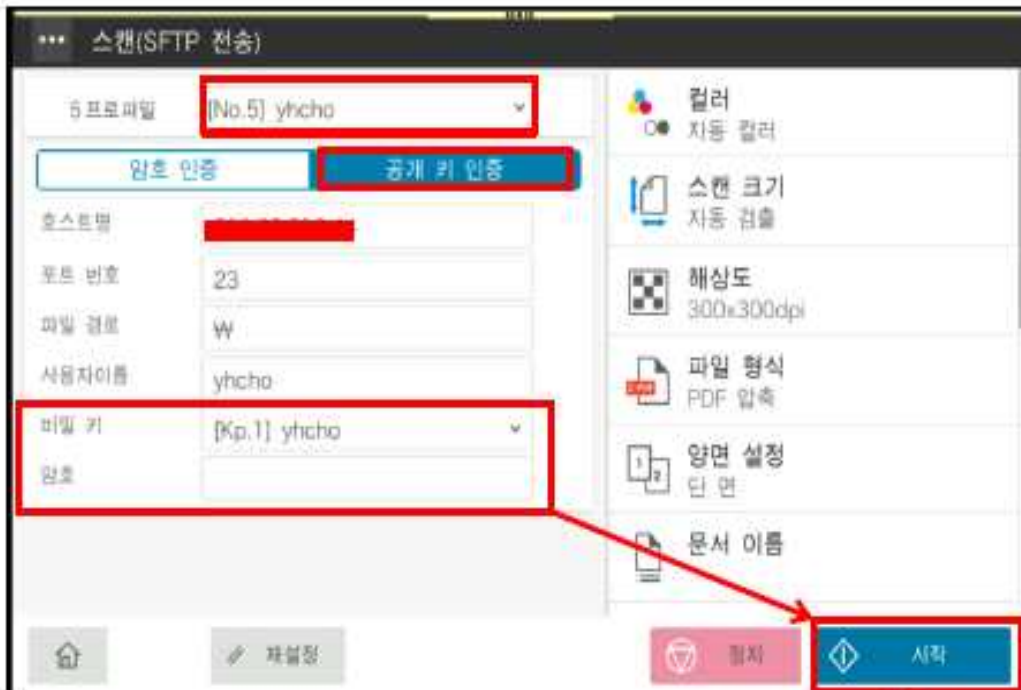 스캔(SFTP 전송)
5 프로파일
[No.5] yhcho
암호 인증
공개 키 인증
호스트명
포트 번호
23
파일 경로
₩
사용자이름
yhcho
비밀 키
[Kp.1] yhcho
암호
컬러
자동 컬러
스캔 크기
자동 검출
해상도
300x300dpi
파일 형식
PDF 압축
양면 설정
단 면
문서 이름
재설정
정지
시작